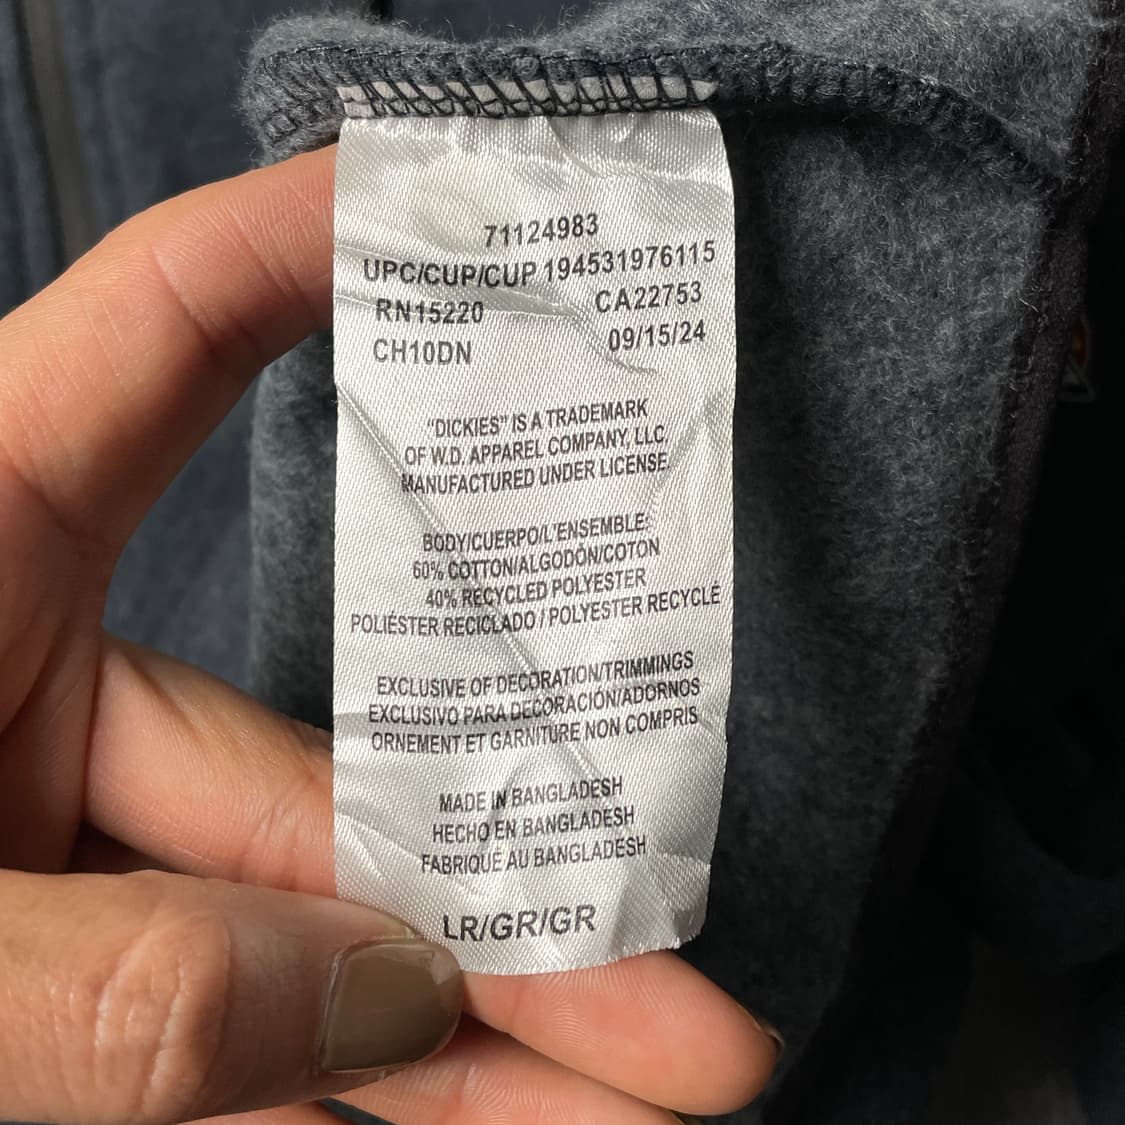 71124983
UPC/CUP/CUP 194531976115
RN15220 CA22753
CH10DN 09/15/24
"DICKIES" IS A TRADEMARK
OF W.D. APPAREL COMPANY, LLC
MANUFACTURED UNDER LICENSE.
BODY/CUERPO/L'ENSEMBLE:
60% COTTON/ALGODÓN/COTON
40% RECYCLED POLYESTER
POLIÉSTER RECICLADO / POLYESTER RECYCLÉ
EXCLUSIVE OF DECORATION/TRIMMINGS
EXCLUSIVO PARA DECORACIÓN/ADORNOS
ORNEMENT ET GARNITURE NON COMPRIS
MADE IN BANGLADESH
HECHO EN BANGLADESH
FABRIQUÉ AU BANGLADESH
LR/GR/GR